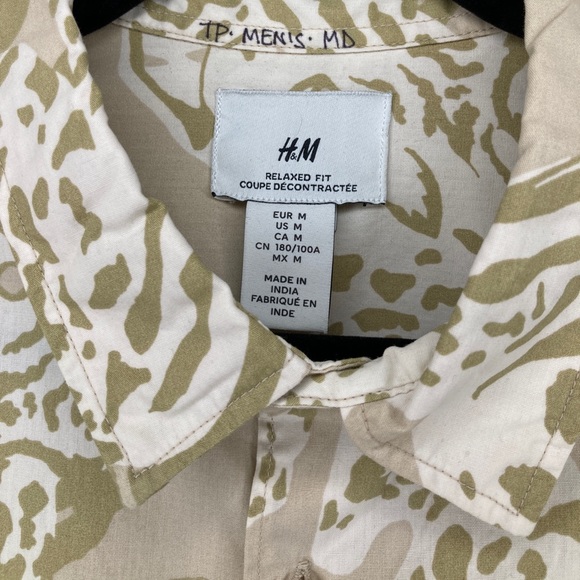 TP. MEN'S. MD
H&M
RELAXED FIT
COUPE DÉCONTRACTÉE
EUR M
US M
CA M
CN 180/100A
MX M
MADE IN
INDIA
FABRIQUÉ EN
INDE